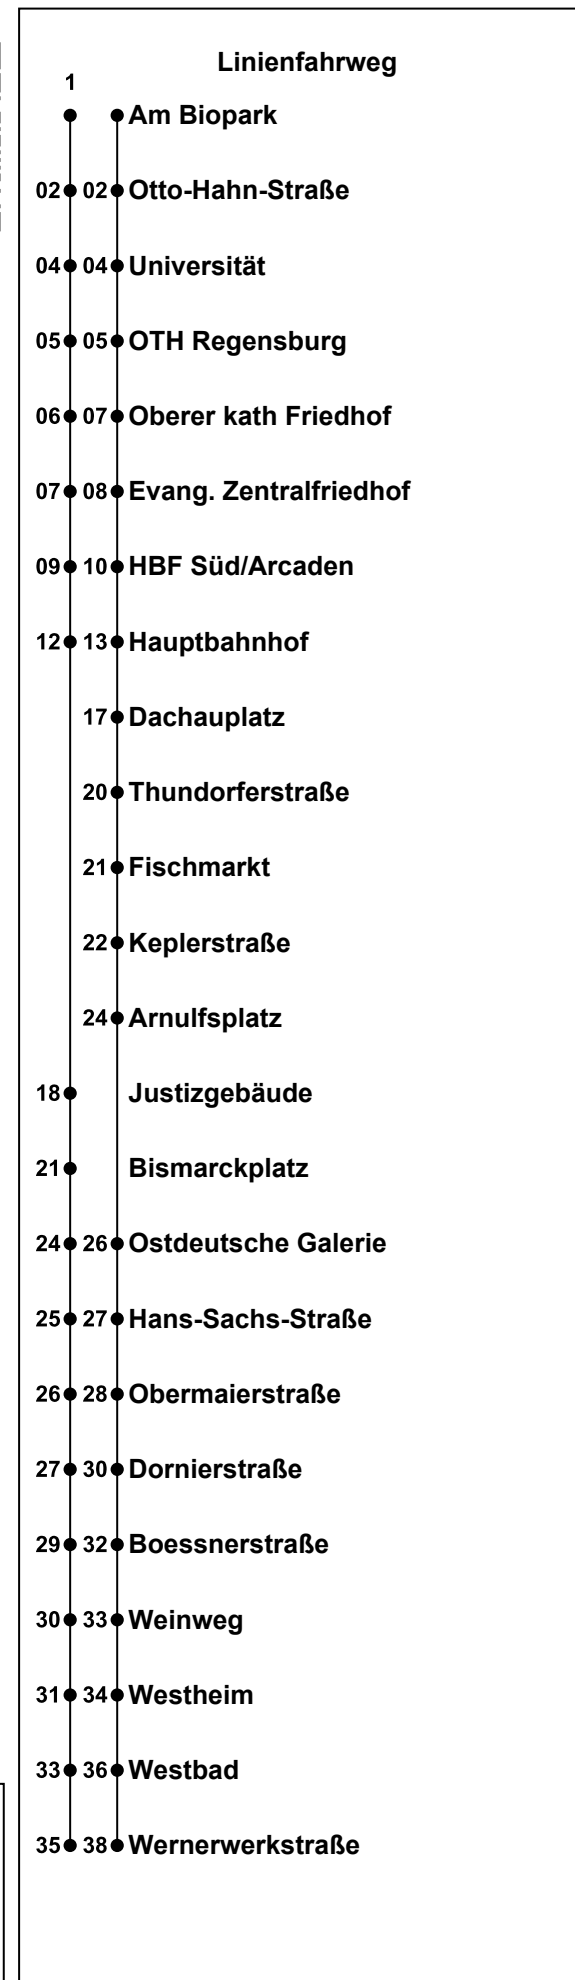 Linienfahrweg
1
Am Biopark
02 02 Otto-Hahn-Straße
04 04 Universität
05 05 OTH Regensburg
06 07 Oberer kath Friedhof
07 08 Evang. Zentralfriedhof
09 10 HBF Süd/Arcaden
12 13 Hauptbahnhof
17 Dachauplatz
20 Thundorferstraße
21 Fischmarkt
22 Keplerstraße
24 Arnulfsplatz
18 Justizgebäude
21 Bismarckplatz
24 26 Ostdeutsche Galerie
25 27 Hans-Sachs-Straße
26 28 Obermaierstraße
27 30 Dornierstraße
29 32 Boessnerstraße
30 33 Weinweg
31 34 Westheim
33 36 Westbad
35 38 Wernerwerkstraße